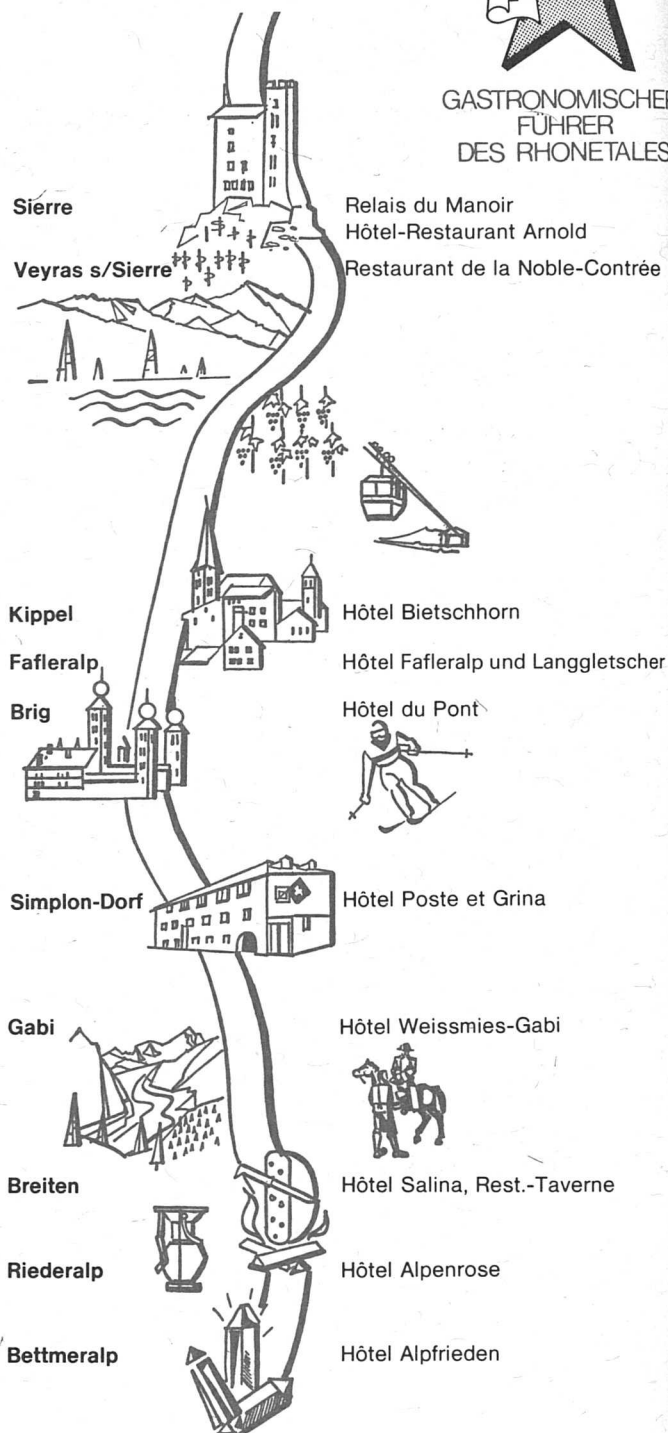 GASTRONOMISCHER
FÜHRER
DES RHONETALES
Sierre Relais du Manoir
Hôtel-Restaurant Arnold
Veyras s/Sierre Restaurant de la Noble-Contrée
Kippel Hôtel Bietschhorn
Fafleralp Hôtel Fafleralp und Langgletscher
Brig Hôtel du Pont
Simplon-Dorf Hôtel Poste et Grina
Gabi Hôtel Weissmies-Gabi
Breiten Hôtel Salina, Rest.-Taverne
Riederalp Hôtel Alpenrose
Bettmeralp Hôtel Alpfrieden